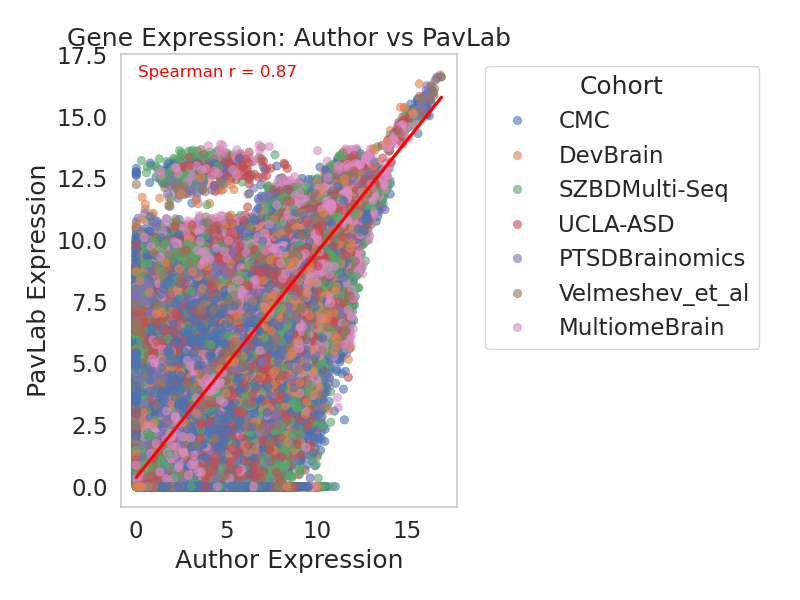 Gene Expression: Author vs PavLab
Spearman r = 0.87
17.5
15.0
12.5
10.0
7.5
5.0
2.5
0.0
PavLab Expression
0
5
10
15
Author Expression
Cohort
CMC
DevBrain
SZBDMulti-Seq
UCLA-ASD
PTSDBrainomics
Velmeshev_et_al
MultiomeBrain